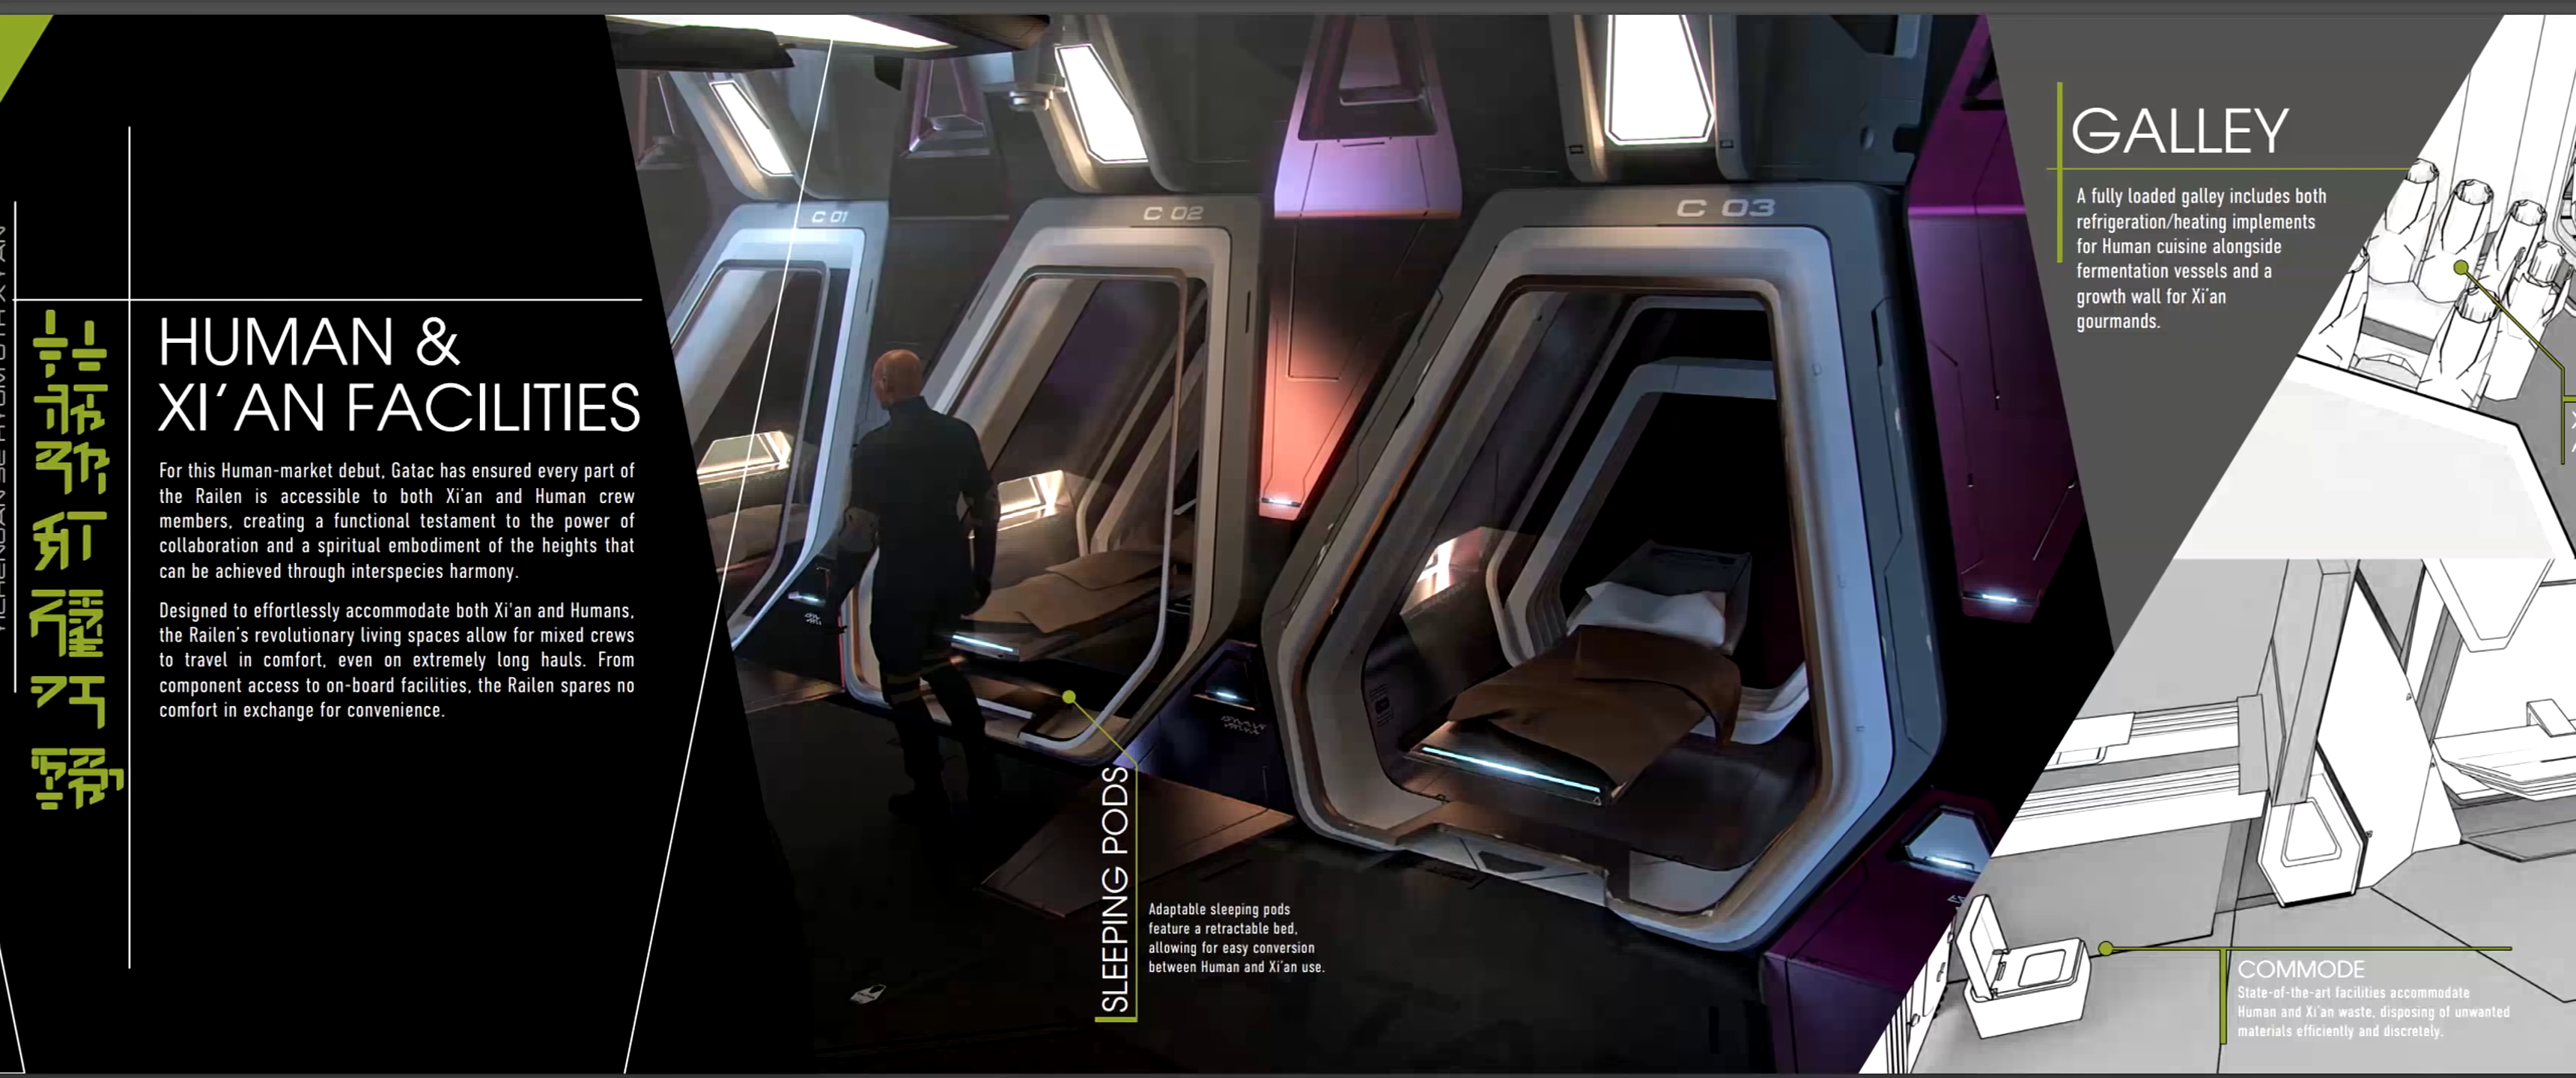 HUMAN &
XI'AN FACILITIES
For this Human-market debut, Gatac has ensured every part of
the Railen is accessible to both Xi'an and Human crew
members, creating a functional testament to the power of
collaboration and a spiritual embodiment of the heights that
can be achieved through interspecies harmony.
Designed to effortlessly accommodate both Xi'an and Humans,
the Railen's revolutionary living spaces allow for mixed crews
to travel in comfort, even on extremely long hauls. From
component access to on-board facilities, the Railen spares no
comfort in exchange for convenience.
C 01
C 02
C 03
SLEEPING PODS
Adaptable sleeping pods
feature a retractable bed,
allowing for easy conversion
between Human and Xi'an use.
GALLEY
A fully loaded galley includes both
refrigeration/heating implements
for Human cuisine alongside
fermentation vessels and a
growth wall for Xi'an
gourmands.
COMMODE
State-of-the-art facilities accommodate
Human and Xi'an waste, disposing of unwanted
materials efficiently and discretely.